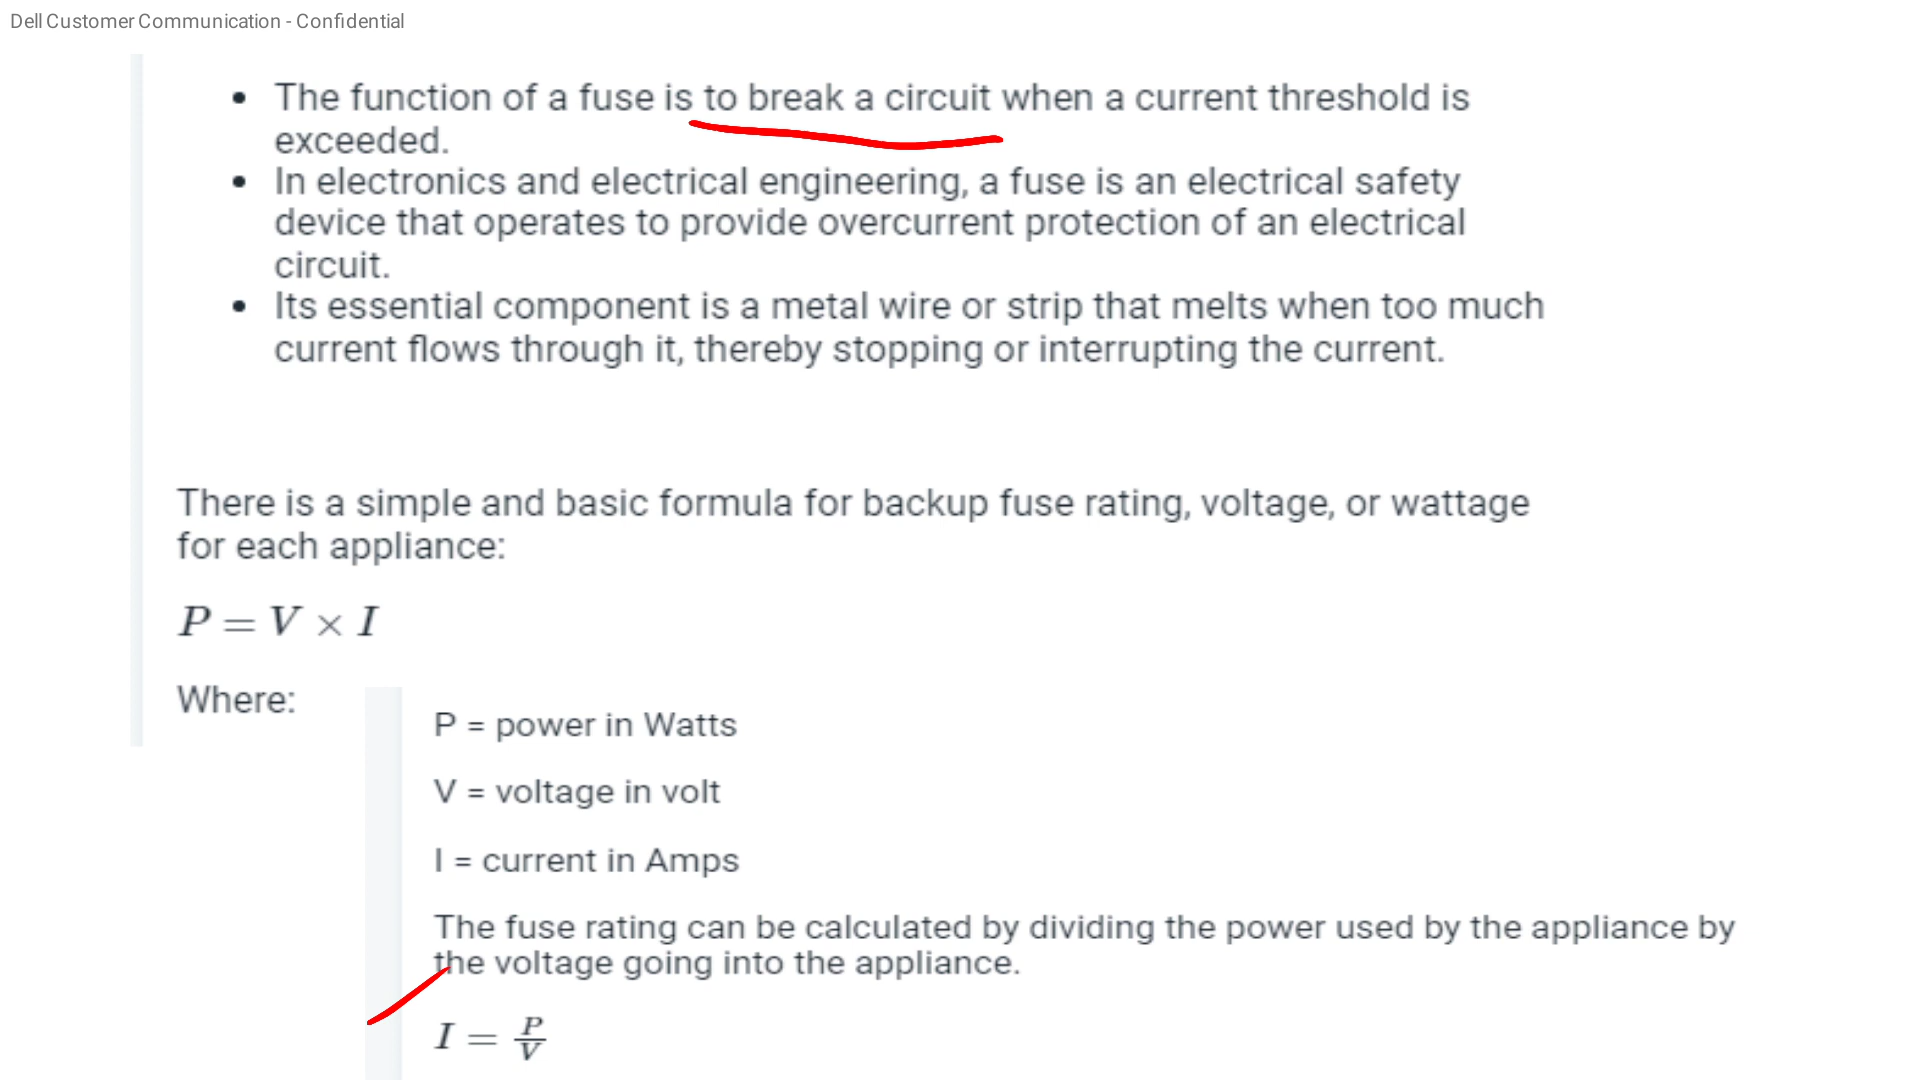 Dell Customer Communication - Confidential
• The function of a fuse is to break a circuit when a current threshold is
exceeded.
• In electronics and electrical engineering, a fuse is an electrical safety
device that operates to provide overcurrent protection of an electrical
circuit.
• Its essential component is a metal wire or strip that melts when too much
current flows through it, thereby stopping or interrupting the current.
There is a simple and basic formula for backup fuse rating, voltage, or wattage
for each appliance:
P = V × I
Where:
P = power in Watts
V = voltage in volt
I = current in Amps
The fuse rating can be calculated by dividing the power used by the appliance by
the voltage going into the appliance.
I = P/V